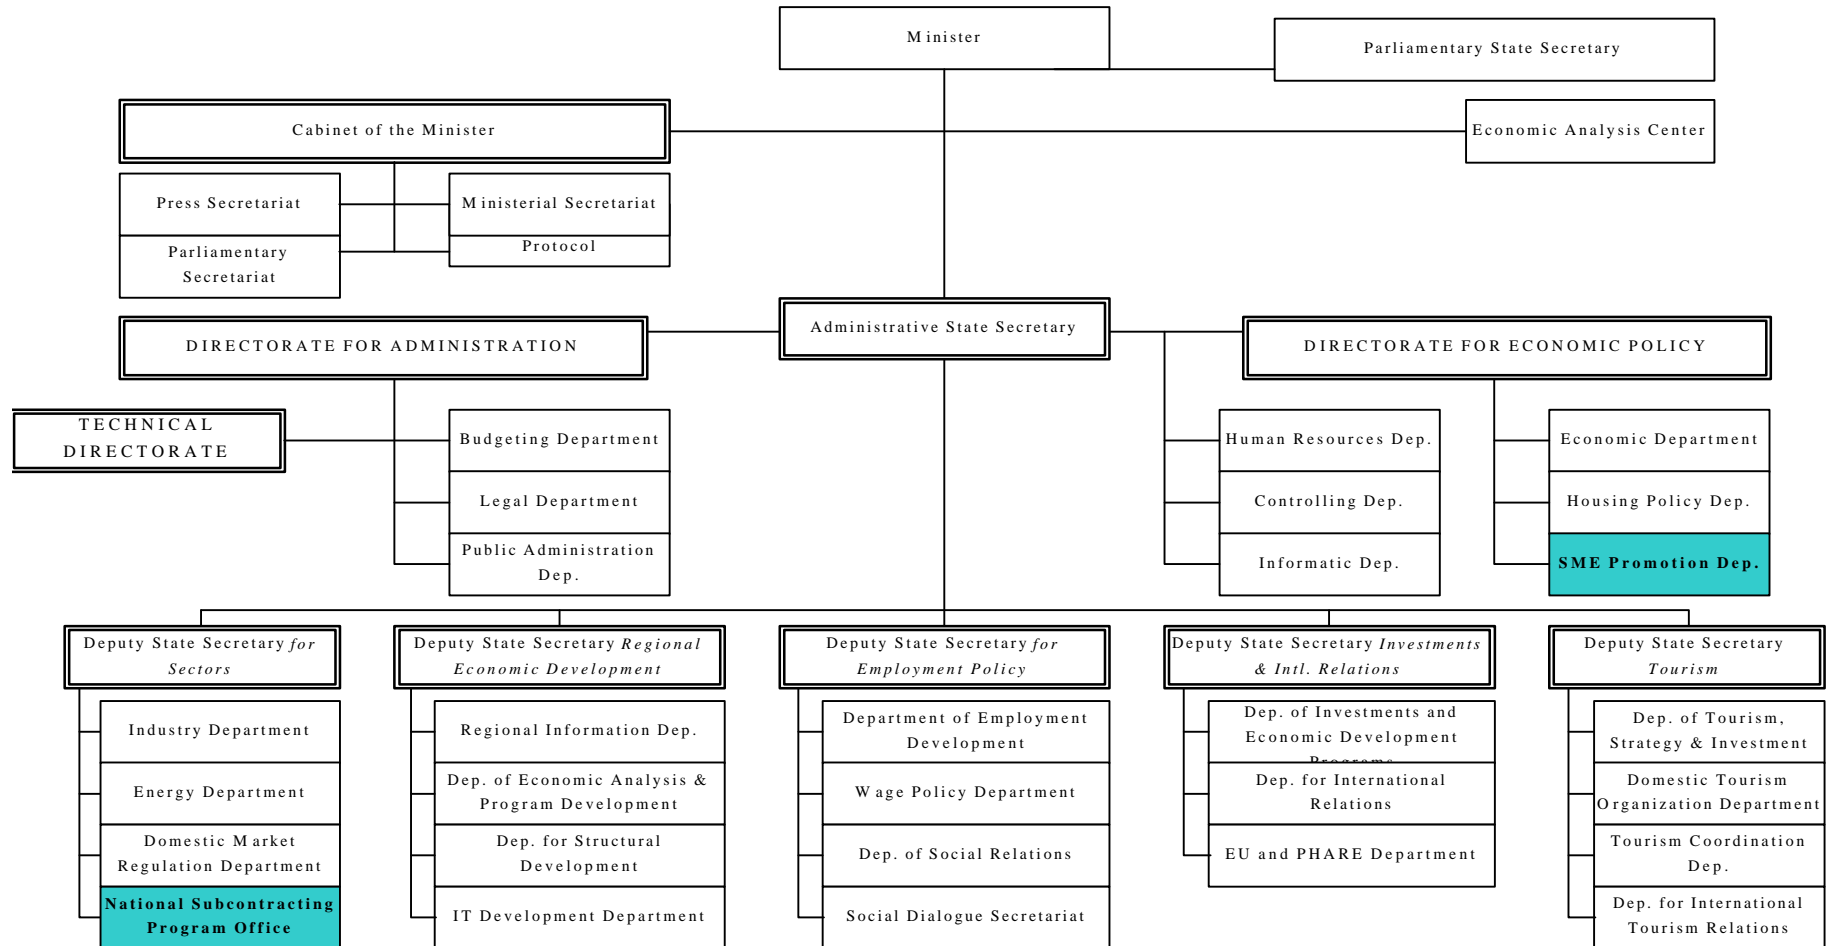 Minister
Parliamentary State Secretary
Cabinet of the Minister
Economic Analysis Center
Press Secretariat
Ministerial Secretariat
Parliamentary
Secretariat
Protocol
Administrative State Secretary
DIRECTORATE FOR ADMINISTRATION
DIRECTORATE FOR ECONOMIC POLICY
TECHNICAL
DIRECTORATE
Budgeting Department
Legal Department
Public Administration
Dep.
Human Resources Dep.
Controlling Dep.
Informatic Dep.
Economic Department
Housing Policy Dep.
SME Promotion Dep.
Deputy State Secretary for
Sectors
Industry Department
Energy Department
Domestic Market
Regulation Department
National Subcontracting
Program Office
Deputy State Secretary Regional
Economic Development
Regional Information Dep.
Dep. of Economic Analysis &
Program Development
Dep. for Structural
Development
IT Development Department
Deputy State Secretary for
Employment Policy
Department of Employment
Development
Wage Policy Department
Dep. of Social Relations
Social Dialogue Secretariat
Deputy State Secretary Investments
& Intl. Relations
Dep. of Investments and
Economic Development
Programs
Dep. for International
Relations
EU and PHARE Department
Deputy State Secretary
Tourism
Dep. of Tourism,
Strategy & Investment
Domestic Tourism
Organization Department
Tourism Coordination
Dep.
Dep. for International
Tourism Relations